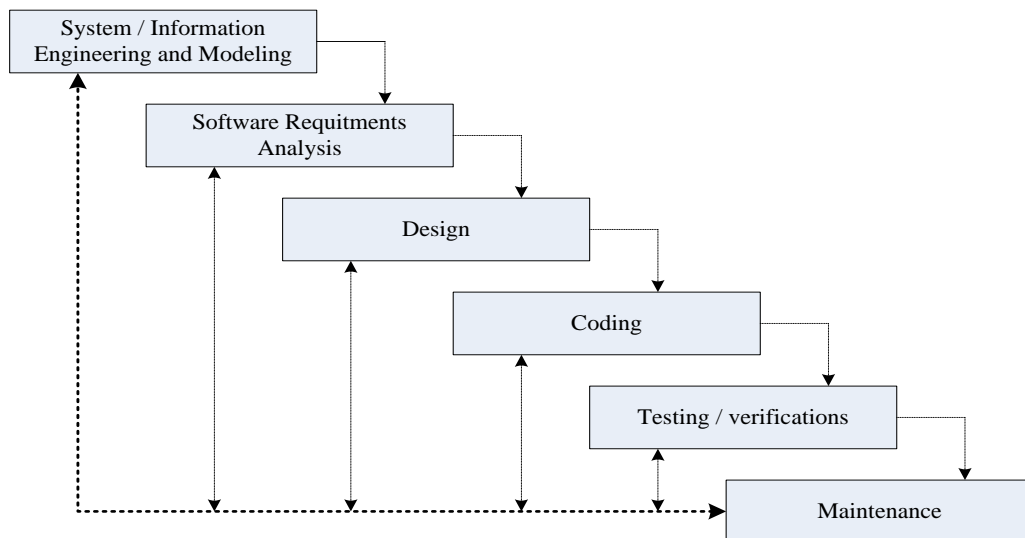 System / Information
Engineering and Modeling
Software Requitments
Analysis
Design
Coding
Testing / verifications
Maintenance